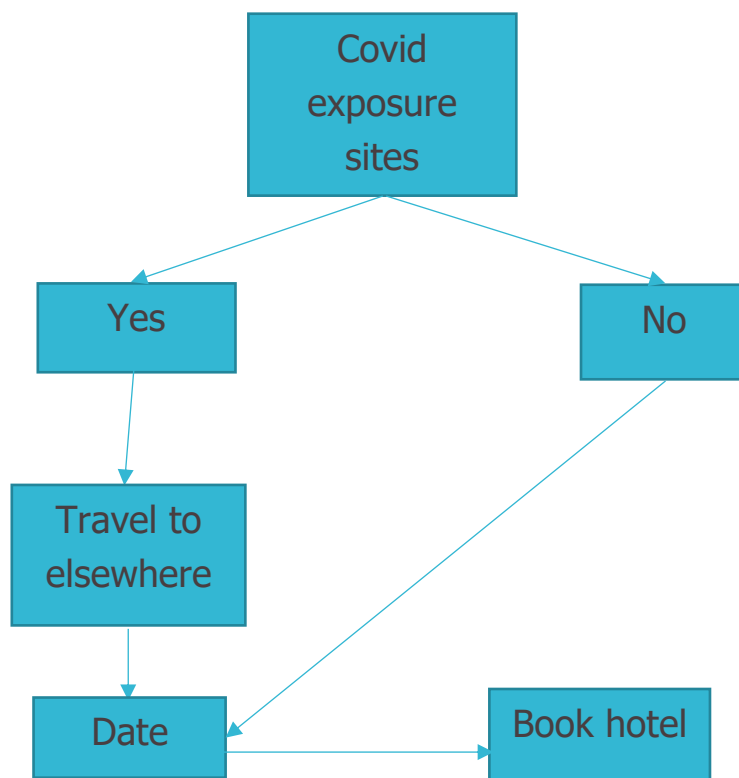 Covid
exposure
sites
Yes
No
Travel to
elsewhere
Date
Book hotel